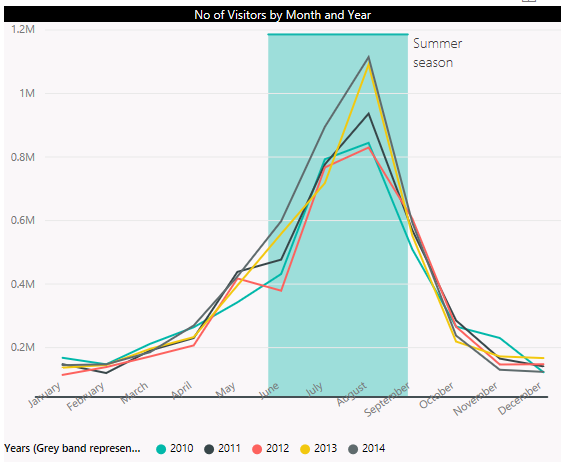 No of Visitors by Month and Year
1.2M
Summer
season
1M
0.8M
0.6M
0.4M
0.2M
January
February
March
April
May
June
July
August
September
October
November
December
Years (Grey band represen...
2010
2011
2012
2013
2014